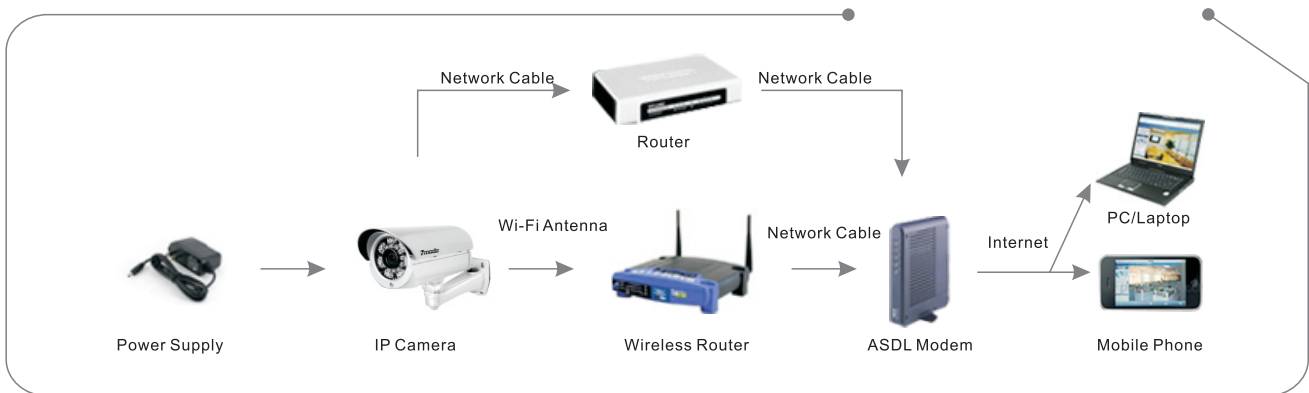 Network Cable
Network Cable
Router
Wi-Fi Antenna
Network Cable
Internet
PC/Laptop
Power Supply
IP Camera
Wireless Router
ASDL Modem
Mobile Phone